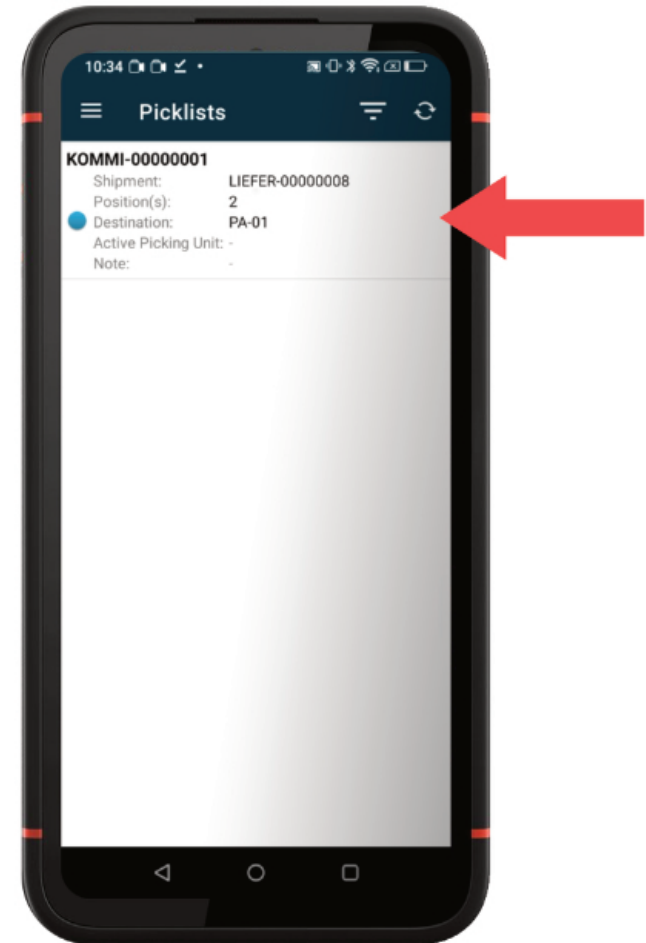 10:34
Picklists
KOMMI-00000001
Shipment: LIEFER-00000008
Position(s): 2
Destination: PA-01
Active Picking Unit: -
Note: -